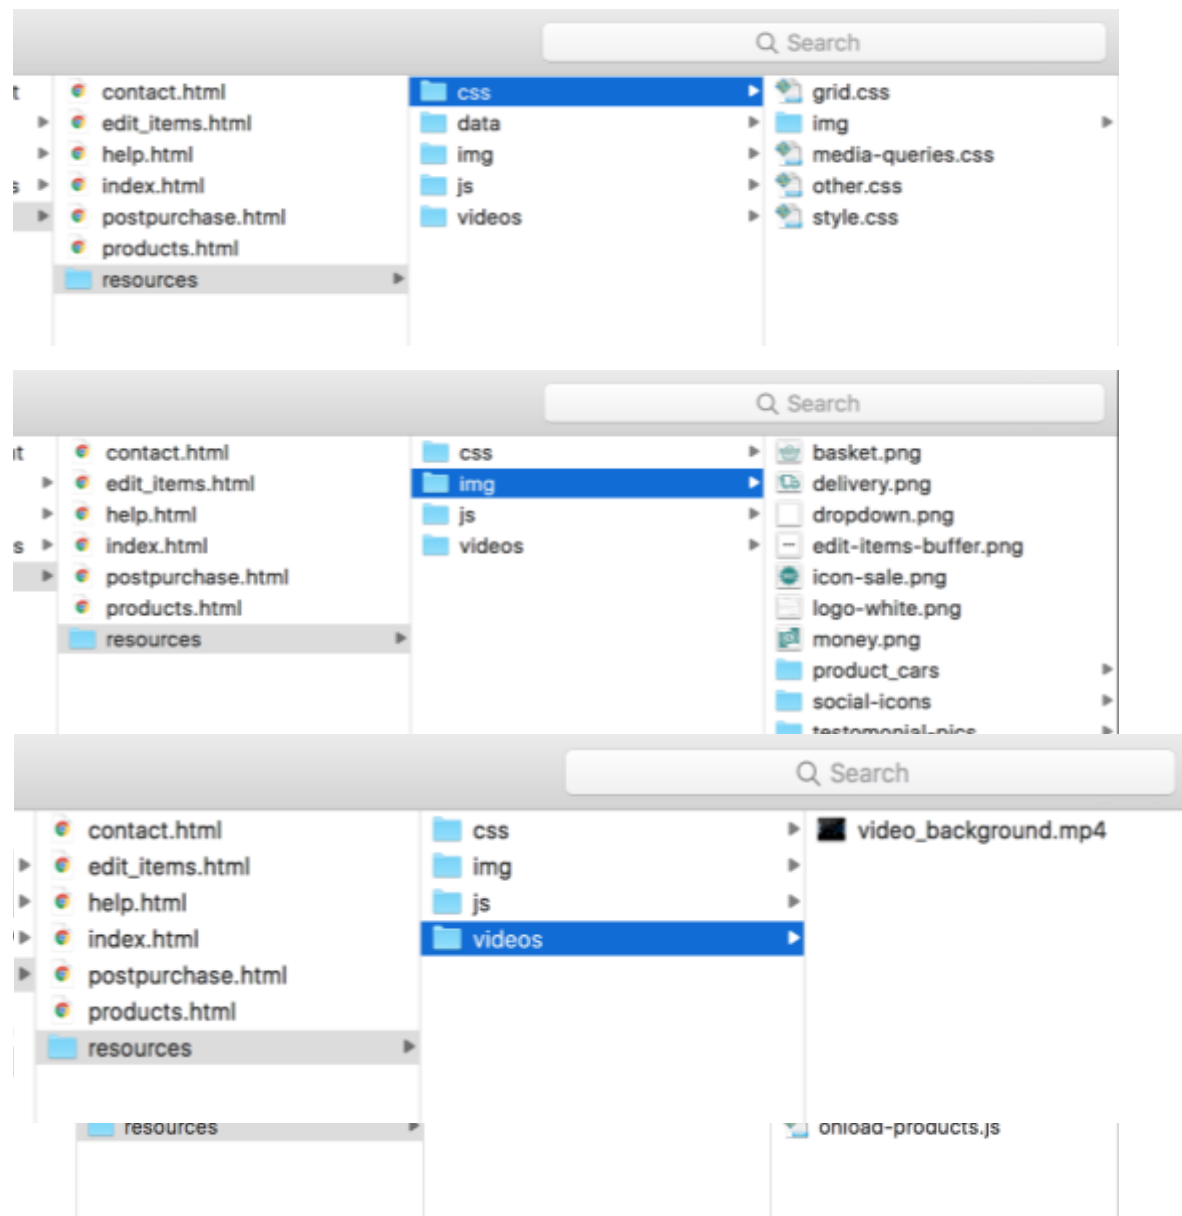 Search
t contact.html css grid.css
edit_items.html data img
help.html img media-queries.css
s index.html js other.css
postpurchase.html videos style.css
products.html
resources
Search
t contact.html css basket.png
edit_items.html img delivery.png
help.html js dropdown.png
s index.html videos edit-items-buffer.png
postpurchase.html icon-sale.png
products.html logo-white.png
resources money.png
product_cars
social-icons
testomonial-pics
Search
contact.html css video_background.mp4
edit_items.html img
help.html js
index.html videos
postpurchase.html
products.html
resources
resources onload-products.js